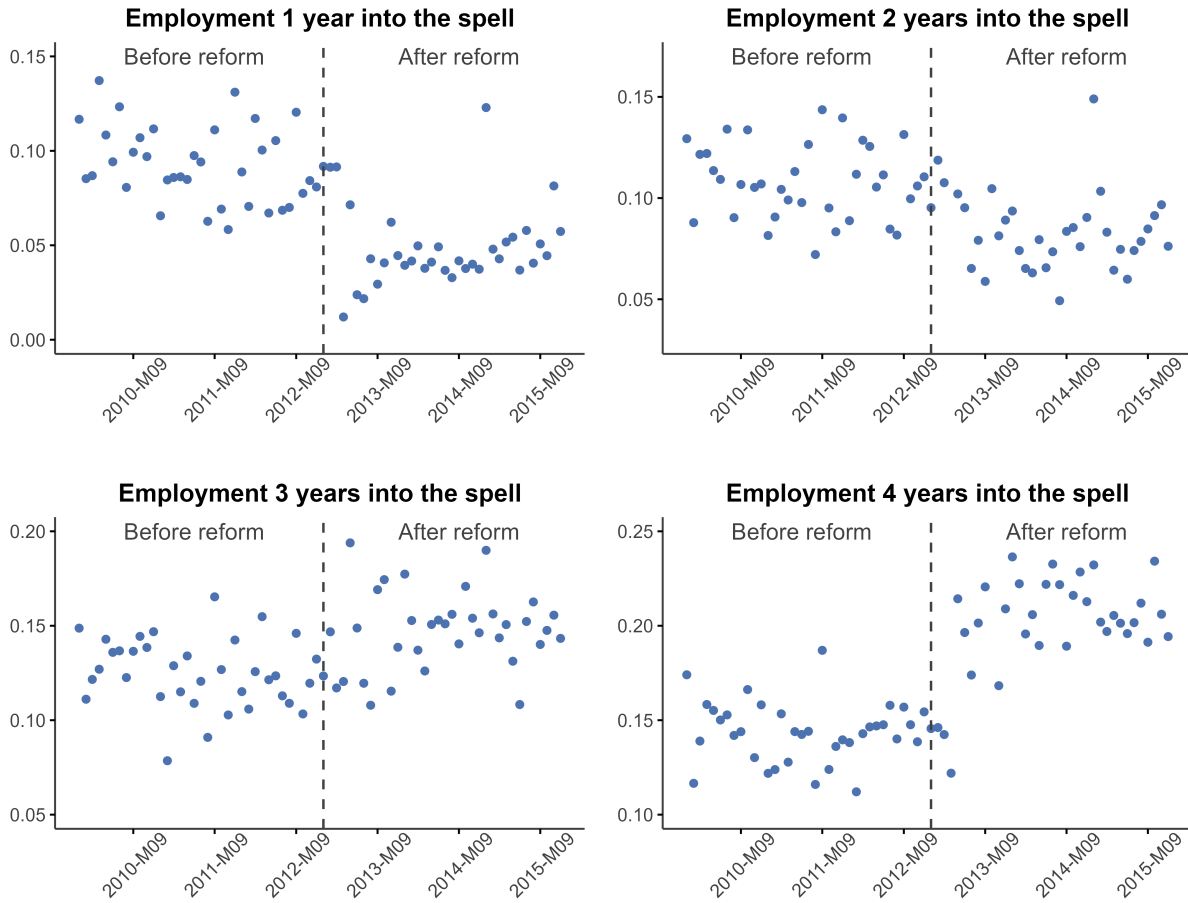 Employment 1 year into the spell
Before reform
After reform
0.15
0.10
0.05
0.00
2010-M09
2011-M09
2012-M09
2013-M09
2014-M09
2015-M09
Employment 2 years into the spell
Before reform
After reform
0.15
0.10
0.05
2010-M09
2011-M09
2012-M09
2013-M09
2014-M09
2015-M09
Employment 3 years into the spell
Before reform
After reform
0.20
0.15
0.10
0.05
2010-M09
2011-M09
2012-M09
2013-M09
2014-M09
2015-M09
Employment 4 years into the spell
Before reform
After reform
0.25
0.20
0.15
0.10
2010-M09
2011-M09
2012-M09
2013-M09
2014-M09
2015-M09